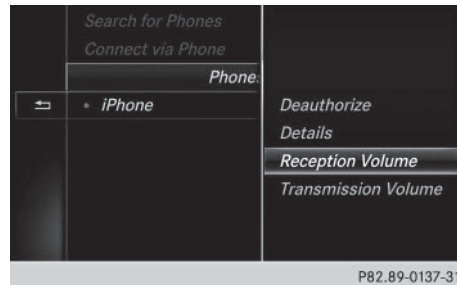 Search for Phones
Connect via Phone
Phone
iPhone
Deauthorize
Details
Reception Volume
Transmission Volume
P82.89-0137-31